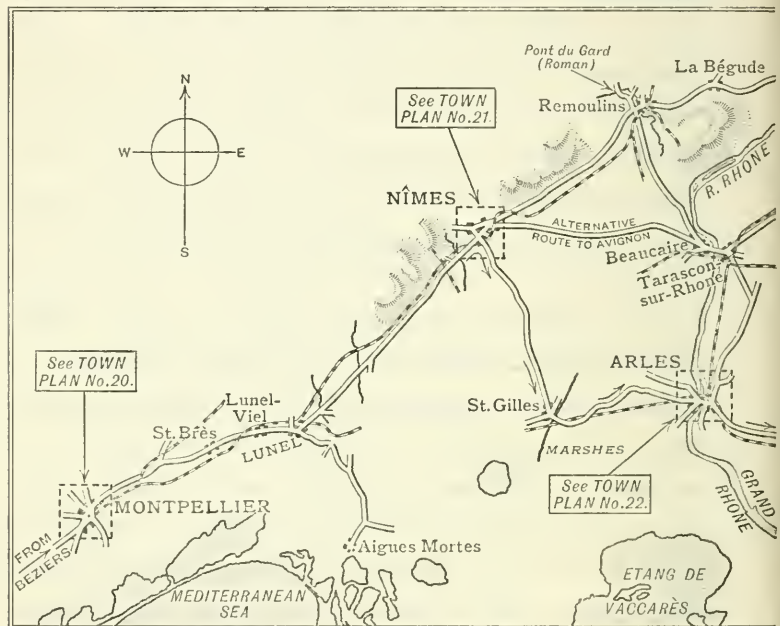 Pont du Gard
(Roman)
La Bégude
Remoulins
N
W
E
S
See TOWN
PLAN No.21.
R. RHONE
NÎMES
ALTERNATIVE
ROUTE TO AVIGNON
Beaucaire
Tarascon-
sur-Rhone
See TOWN
PLAN No.20.
ARLES
Lunel-
Viel
St. Brès
LUNEL
St. Gilles
MARSHES
See TOWN
PLAN No.22.
MONTPELLIER
GRAND
RHONE
FROM
BEZIERS
Aigues Mortes
MEDITERRANEAN
SEA
ETANG DE
VACCARÈS